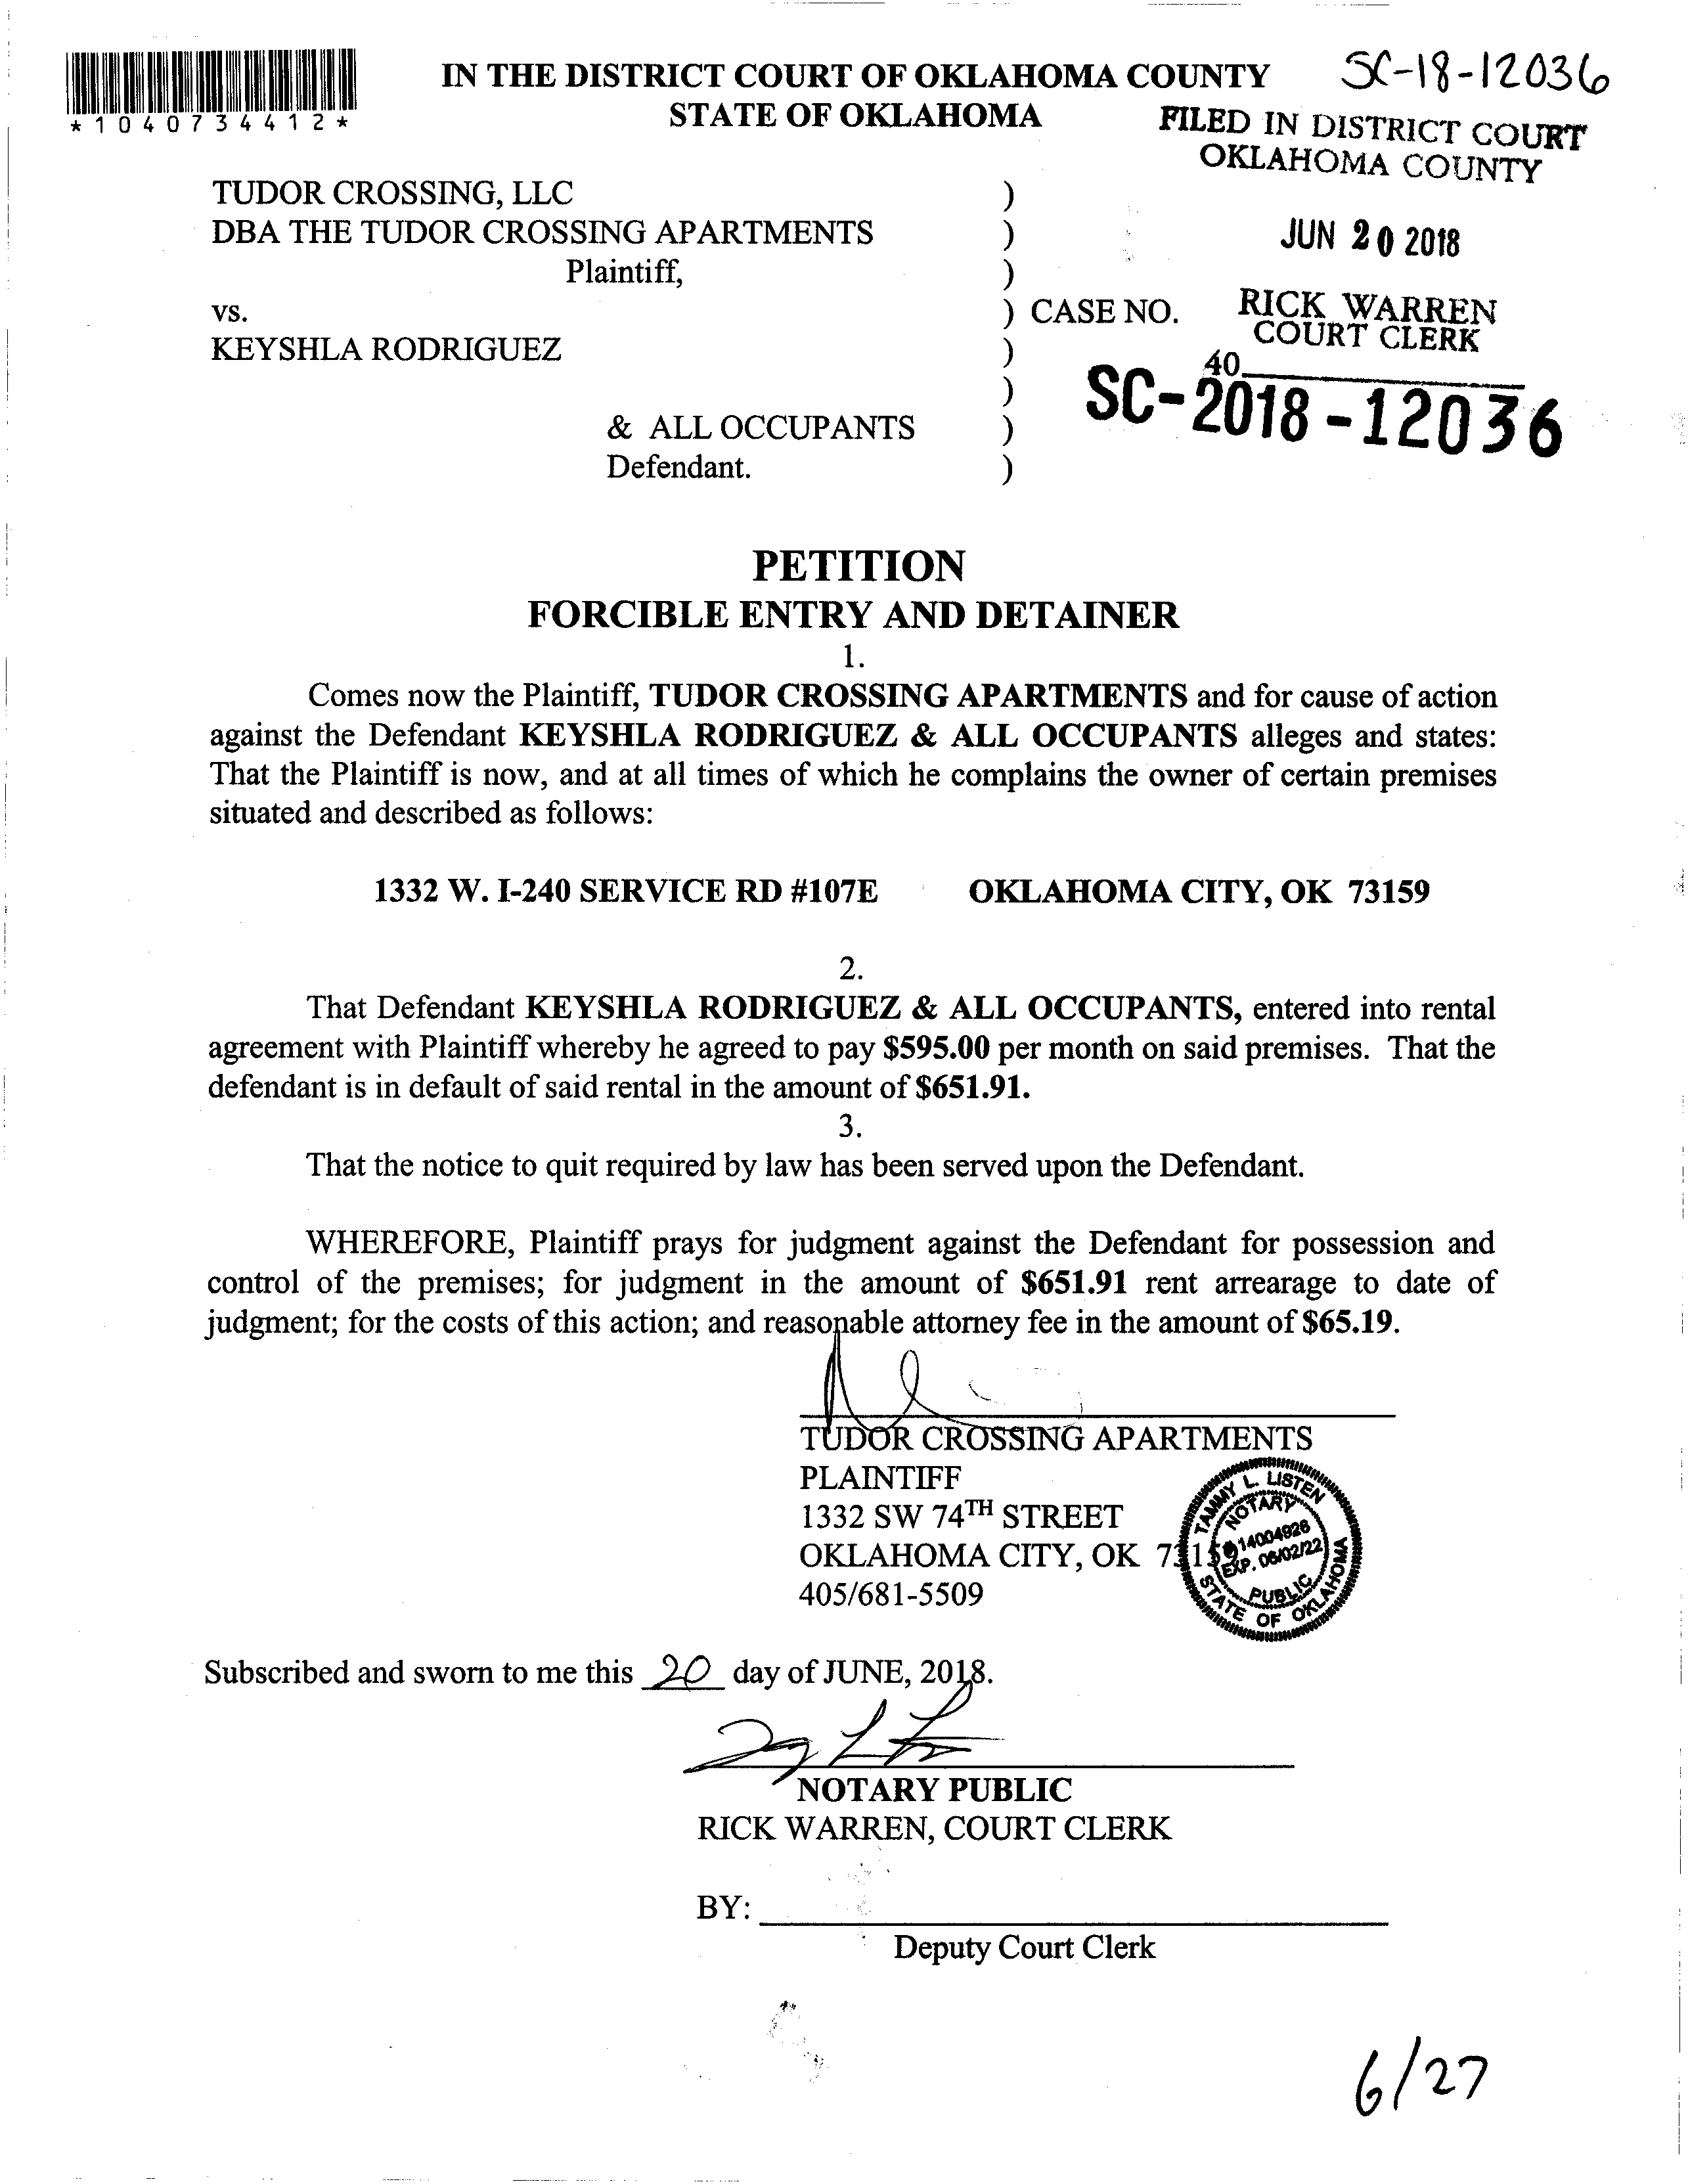 IN THE DISTRICT COURT OF OKLAHOMA COUNTY
SC-18-12036
*1040734412*
STATE OF OKLAHOMA
FILED IN DISTRICT COURT
OKLAHOMA COUNTY
TUDOR CROSSING, LLC )
DBA THE TUDOR CROSSING APARTMENTS )
JUN 20 2018
Plaintiff, )
vs. ) CASE NO.
RICK WARREN
COURT CLERK
KEYSHLA RODRIGUEZ )
40
)
SC-2018-12036
& ALL OCCUPANTS )
Defendant. )
PETITION
FORCIBLE ENTRY AND DETAINER
1.
Comes now the Plaintiff, TUDOR CROSSING APARTMENTS and for cause of action
against the Defendant KEYSHLA RODRIGUEZ & ALL OCCUPANTS alleges and states:
That the Plaintiff is now, and at all times of which he complains the owner of certain premises
situated and described as follows:
1332 W. I-240 SERVICE RD #107E OKLAHOMA CITY, OK 73159
2.
That Defendant KEYSHLA RODRIGUEZ & ALL OCCUPANTS, entered into rental
agreement with Plaintiff whereby he agreed to pay $595.00 per month on said premises. That the
defendant is in default of said rental in the amount of $651.91.
3.
That the notice to quit required by law has been served upon the Defendant.
WHEREFORE, Plaintiff prays for judgment against the Defendant for possession and
control of the premises; for judgment in the amount of $651.91 rent arrearage to date of
judgment; for the costs of this action; and reasonable attorney fee in the amount of $65.19.
TUDOR CROSSING APARTMENTS
PLAINTIFF
1332 SW 74TH STREET
OKLAHOMA CITY, OK 73159
405/681-5509
TAMMY L. LISTEN
NOTARY
# 14004926
EXP. 06/02/22
PUBLIC
STATE OF OKLAHOMA
Subscribed and sworn to me this 20 day of JUNE, 2018.
NOTARY PUBLIC
RICK WARREN, COURT CLERK
BY:
Deputy Court Clerk
6/27